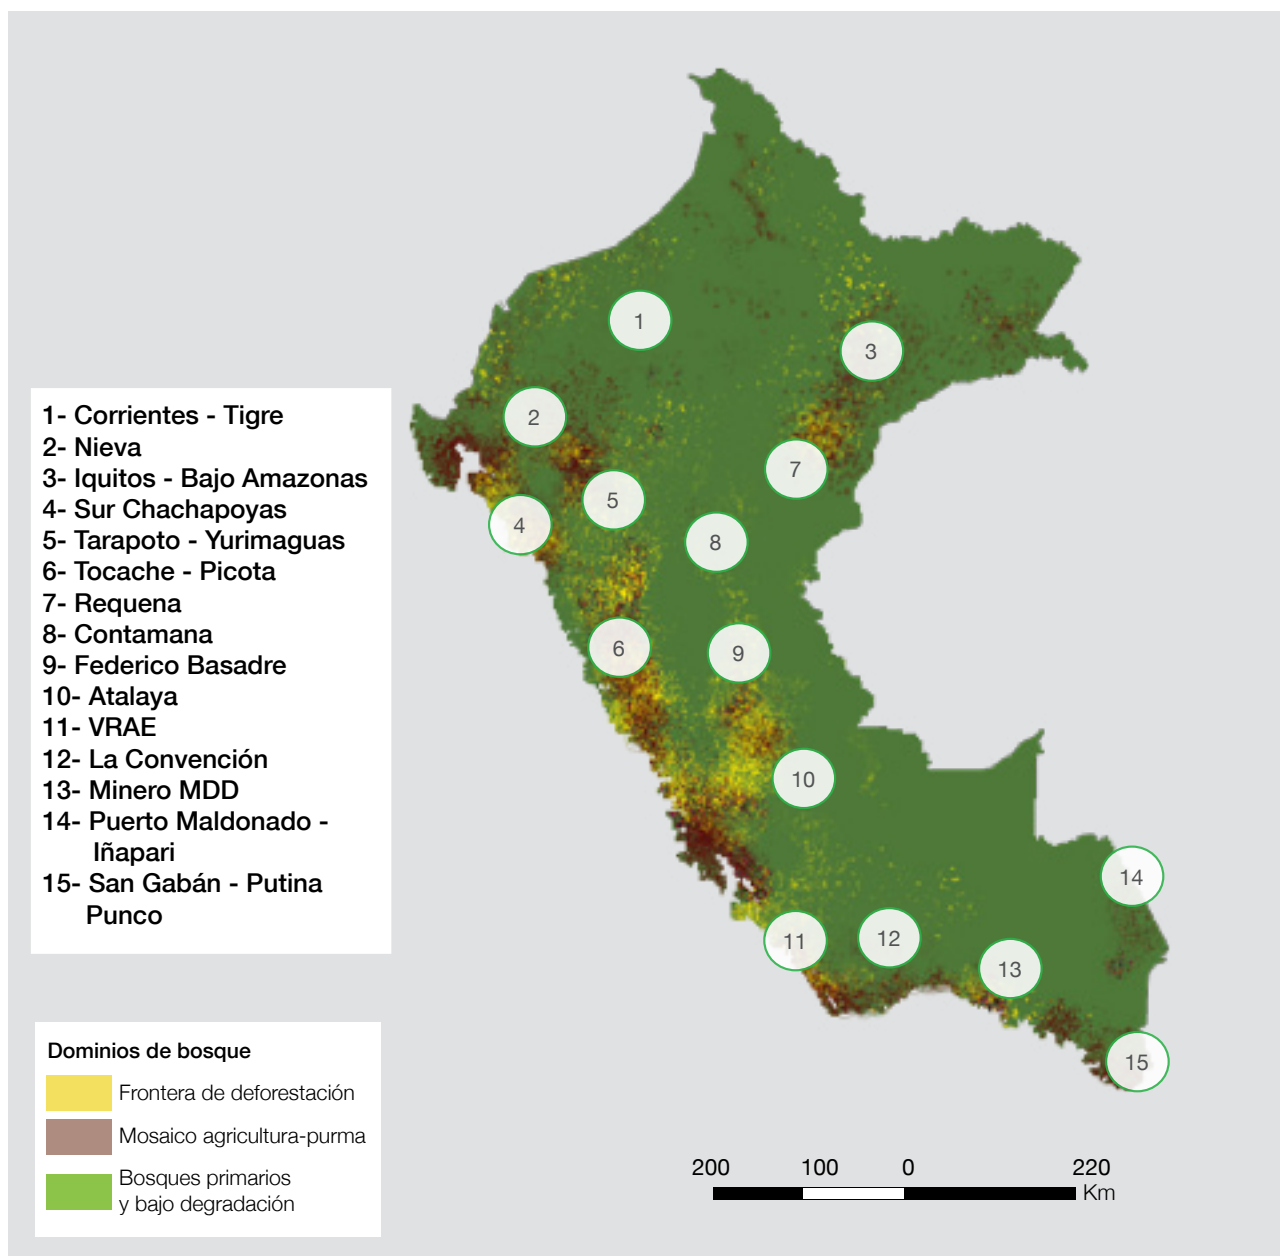 1- Corrientes - Tigre
2- Nieva
3- Iquitos - Bajo Amazonas
4- Sur Chachapoyas
5- Tarapoto - Yurimaguas
6- Tocache - Picota
7- Requena
8- Contamana
9- Federico Basadre
10- Atalaya
11- VRAE
12- La Convención
13- Minero MDD
14- Puerto Maldonado -
Iñapari
15- San Gabán - Putina
Punco
Dominios de bosque
Frontera de deforestación
Mosaico agricultura-purma
Bosques primarios
y bajo degradación
1
3
2
7
5
4
8
6
9
10
14
12
11
13
15
200 100 0 220
Km